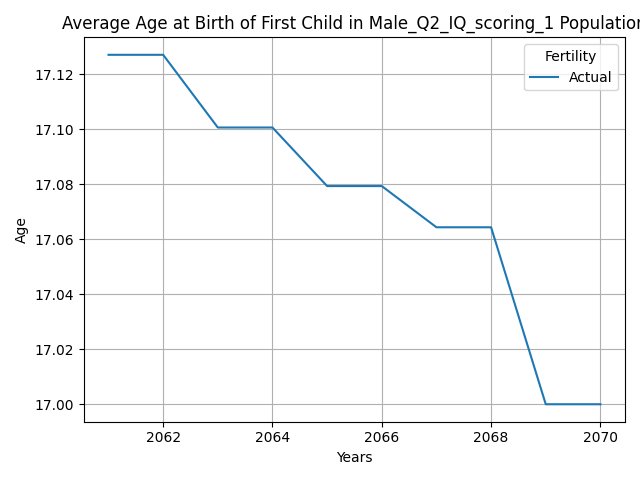 Average Age at Birth of First Child in Male_Q2_IQ_scoring_1 Population
Fertility
Actual
17.12
17.10
17.08
17.06
17.04
17.02
17.00
Age
2062 2064 2066 2068 2070
Years